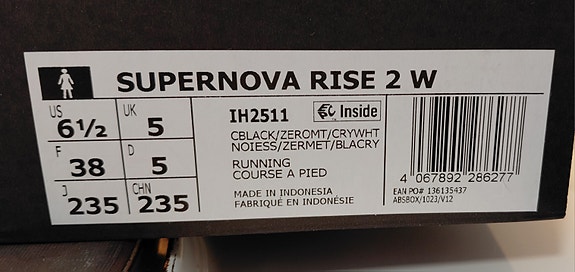 SUPERNOVA RISE 2 W
US 6½ UK 5
F 38 D 5
J 235 CHN 235
IH2511 Inside
CBLACK/ZEROMT/CRYWHT
NOIESS/ZERMET/BLACRY
RUNNING
COURSE A PIED
MADE IN INDONESIA
FABRIQUÉ EN INDONÉSIE
4 067892 286277
EAN PO# 136135437
ABSBOX/1023/V12